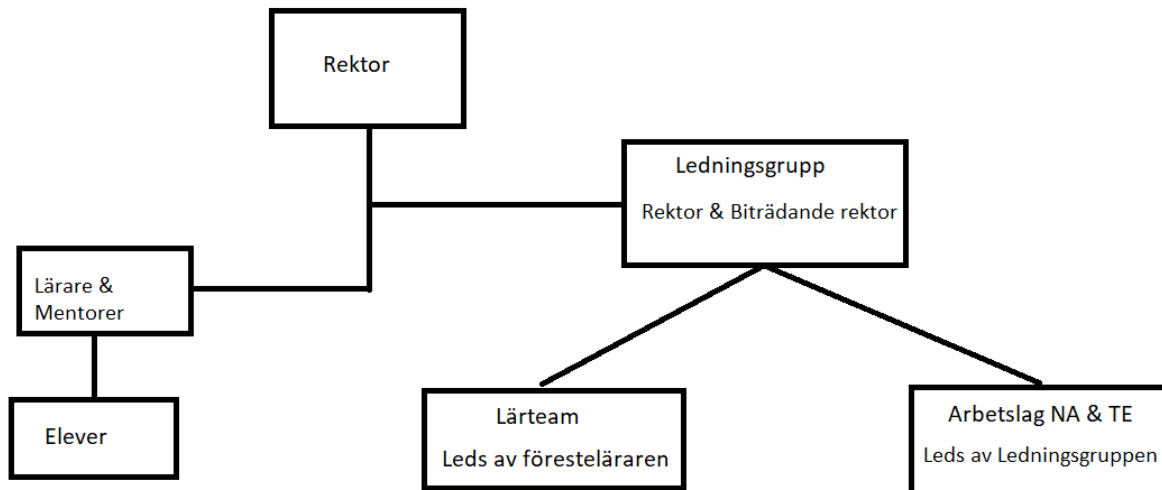 Rektor
Ledningsgrupp
Rektor & Biträdande rektor
Lärare &
Mentorer
Elever
Lärteam
Leds av försteläraren
Arbetslag NA & TE
Leds av Ledningsgruppen